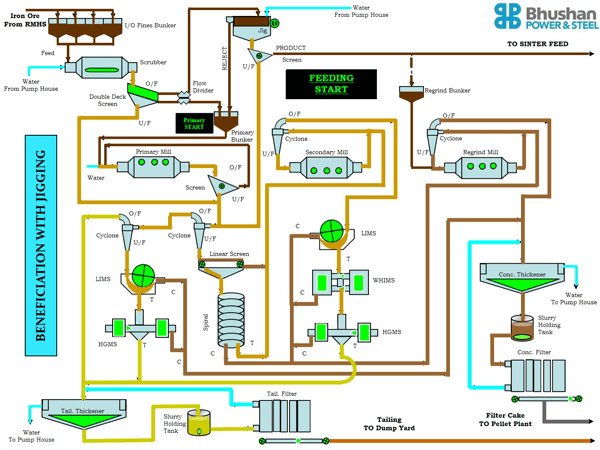 Iron Ore
From RMHS
I/O Fines Bunker
Water
From Pump House
Bhushan
POWER & STEEL
Jig
Feed
Scrubber
REJECT
PRODUCT
Screen
TO SINTER FEED
Water
From Pump House
O/F
Flow
Divider
U/F
Double Deck
Screen
FEEDING
START
Regrind Bunker
U/F
Primary
START
Primary
Bunker
O/F
Cyclone
U/F
O/F
Cyclone
U/F
Primary Mill
O/F
Secondary Mill
Regrind Mill
Water
Screen
U/F
BENEFICIATION WITH JIGGING
O/F
O/F
Cyclone
U/F
Cyclone
U/F
C
LIMS
Linear Screen
T
LIMS
T
C
C
WHIMS
Conc. Thickener
Water
To Pump House
Spiral
HGMS
T
C
C
T
C
HGMS
T
Slurry
Holding
Tank
Conc. Filter
Tail. Thickener
Slurry
Holding
Tank
Tail. Filter
Water
To Pump House
Tailing
TO Dump Yard
Filter Cake
TO Pellet Plant